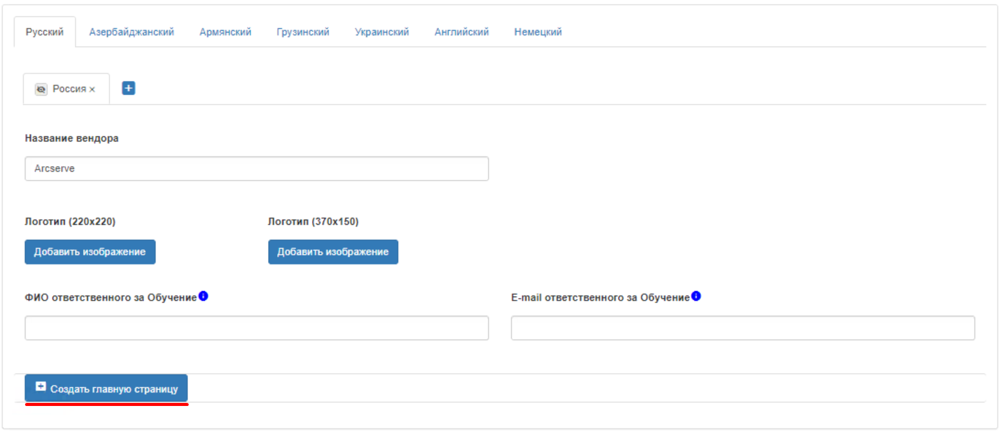 Русский Азербайджанский Армянский Грузинский Украинский Английский Немецкий
Россия ×
Название вендора
Arcserve
Логотип (220x220) Логотип (370x150)
Добавить изображение Добавить изображение
ФИО ответственного за Обучение E-mail ответственного за Обучение
Создать главную страницу